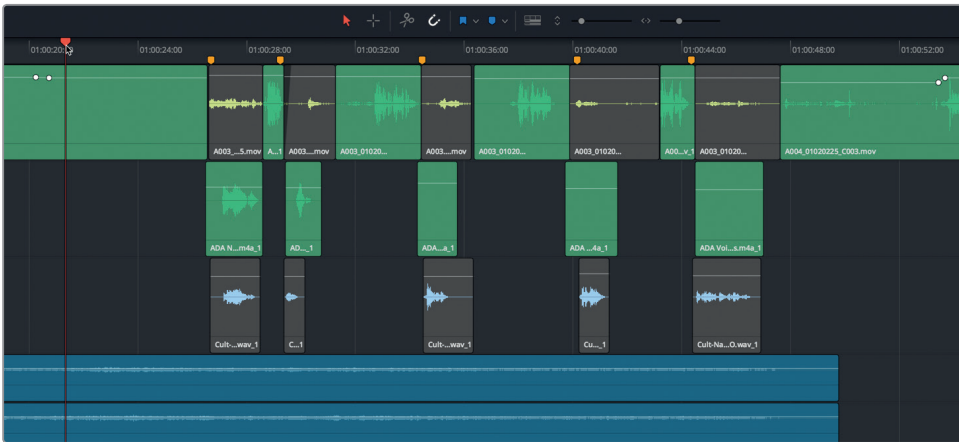 01:00:20:00 01:00:24:00 01:00:28:00 01:00:32:00 01:00:36:00 01:00:40:00 01:00:44:00 01:00:48:00 01:00:52:00
A003_...5.mov A...1 A003....mov A003_01020... A003....mov A003_01020... A003_01020... A00...v_1 A003_01020... A004_01020225_C003.mov
ADA N...m4a_1 AD..._1 ADA...a_1 ADA ...4a_1 ADA Voi...s.m4a_1
Cult-...wav_1 C...1 Cult-...wav_1 Cu..._1 Cult-Na...O.wav_1